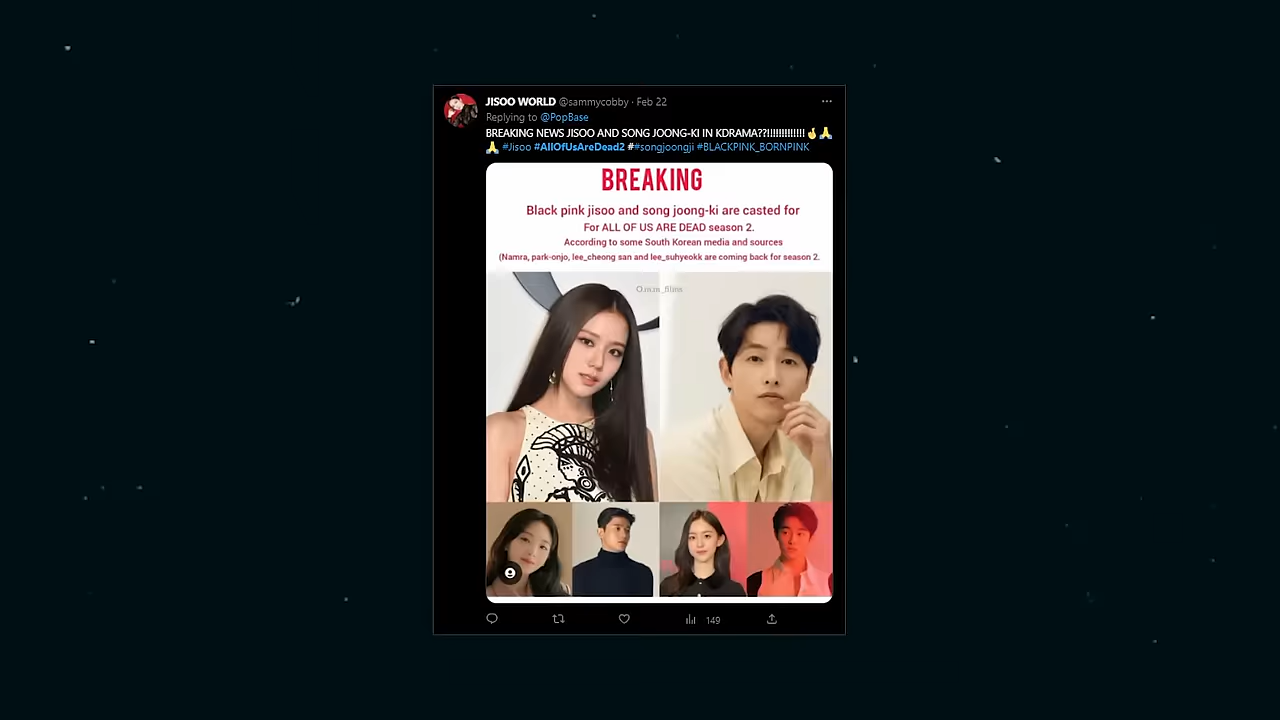 JISOO WORLD @sammycobby · Feb 22
Replying to @PopBase
BREAKING NEWS JISOO AND SONG JOONG-KI IN KDRAMA??!!!!!!!!!!!!!🤞🙏
🙏 #Jisoo #AllOfUsAreDead2 ##songjoongji #BLACKPINK_BORNPINK
BREAKING
Black pink jisoo and song joong-ki are casted for
For ALL OF US ARE DEAD season 2.
According to some South Korean media and sources
(Namra, park-onjo, lee_cheong san and lee_suhyeokk are coming back for season 2.
O.m.m_films
149